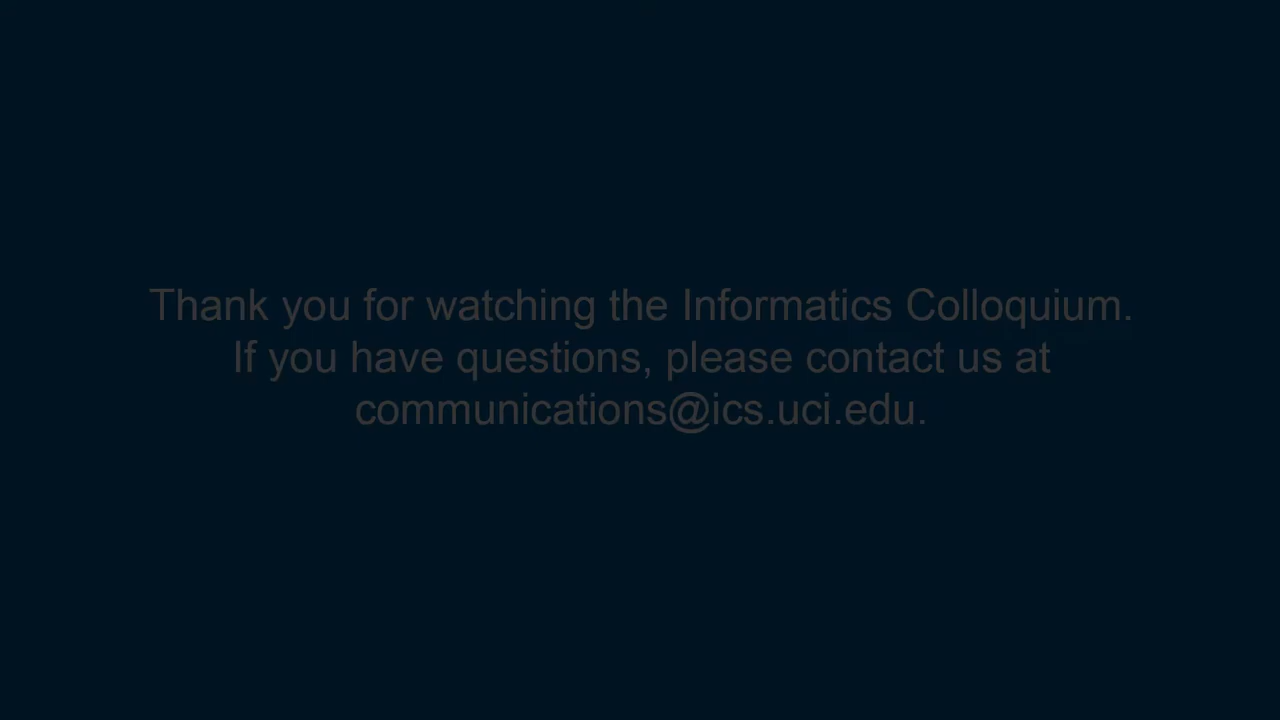 Thank you for watching the Informatics Colloquium.
If you have questions, please contact us at
communications@ics.uci.edu.